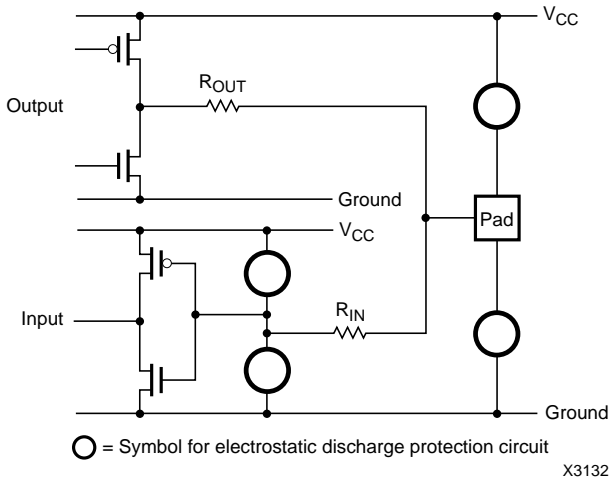 VCC
ROUT
Output
Pad
Ground
VCC
RIN
Input
Ground
= Symbol for electrostatic discharge protection circuit
X3132